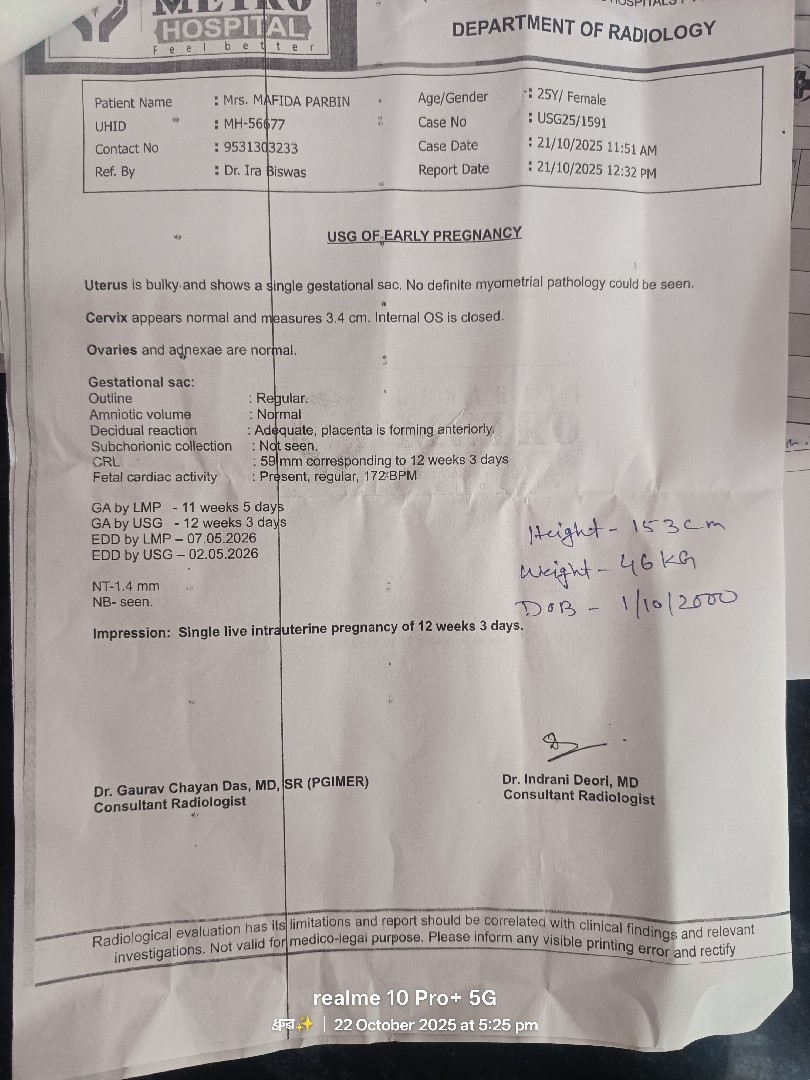 HOSPITAL
Feel better
DEPARTMENT OF RADIOLOGY
Patient Name : Mrs. MAFIDA PARBIN Age/Gender : 25Y/ Female
UHID : MH-56677 Case No : USG25/1591
Contact No : 9531303233 Case Date : 21/10/2025 11:51 AM
Ref. By : Dr. Ira Biswas Report Date : 21/10/2025 12:32 PM
USG OF EARLY PREGNANCY
Uterus is bulky and shows a single gestational sac. No definite myometrial pathology could be seen.
Cervix appears normal and measures 3.4 cm. Internal OS is closed.
Ovaries and adnexae are normal.
Gestational sac:
Outline : Regular.
Amniotic volume : Normal
Decidual reaction : Adequate, placenta is forming anteriorly.
Subchorionic collection : Not seen.
CRL : 59 mm corresponding to 12 weeks 3 days
Fetal cardiac activity : Present, regular, 172 BPM
GA by LMP - 11 weeks 5 days
GA by USG - 12 weeks 3 days
EDD by LMP – 07.05.2026
EDD by USG – 02.05.2026
Height - 153 cm
Weight - 46 KG
DOB - 1/10/2000
NT-1.4 mm
NB- seen.
Impression: Single live intrauterine pregnancy of 12 weeks 3 days.
Dr. Gaurav Chayan Das, MD, SR (PGIMER)
Consultant Radiologist
Dr. Indrani Deori, MD
Consultant Radiologist
Radiological evaluation has its limitations and report should be correlated with clinical findings and relevant
investigations. Not valid for medico-legal purpose. Please inform any visible printing error and rectify
realme 10 Pro+ 5G
22 October 2025 at 5:25 pm